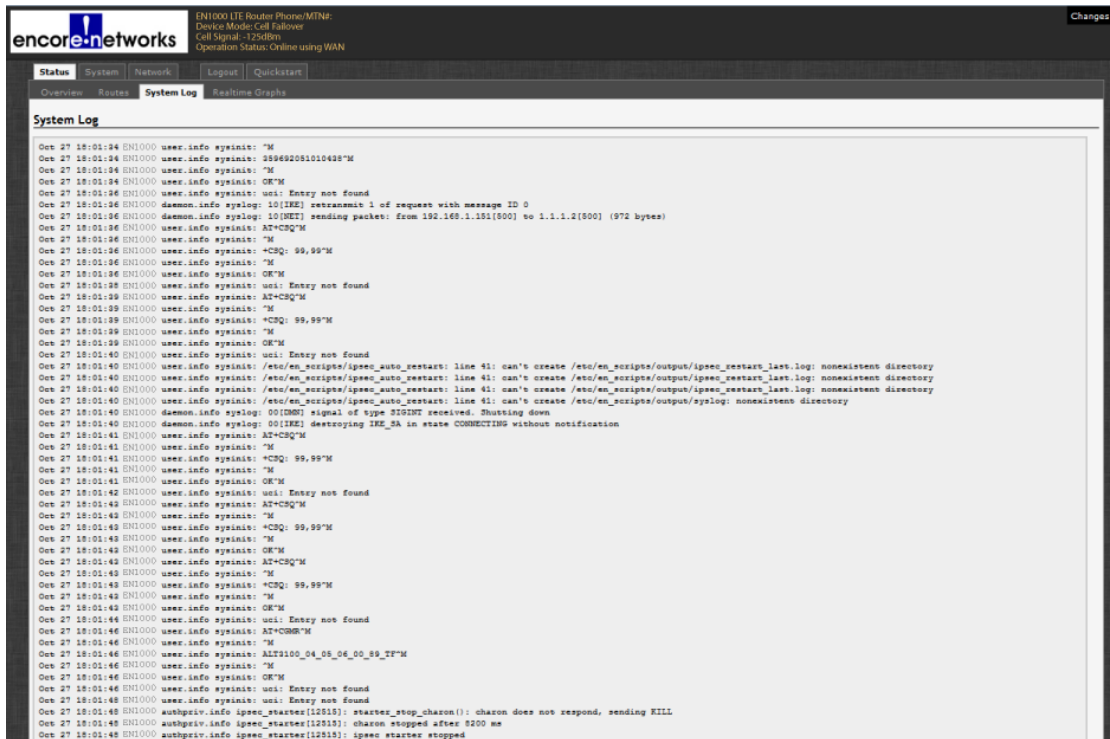 encore!networks
EN1000 LTE Router Phone/MTN#:
Device Mode: Cell Failover
Cell Signal: -125dBm
Operation Status: Online using WAN
Changes
Status System Network Logout Quickstart
Overview Routes System Log Realtime Graphs
System Log
Oct 27 18:01:34 EN1000 user.info sysinit: ^M
Oct 27 18:01:34 EN1000 user.info sysinit: 359692051010435^M
Oct 27 18:01:34 EN1000 user.info sysinit: ^M
Oct 27 18:01:34 EN1000 user.info sysinit: OK^M
Oct 27 18:01:36 EN1000 user.info sysinit: uci: Entry not found
Oct 27 18:01:36 EN1000 daemon.info syslog: 10[IKE] retransmit 1 of request with message ID 0
Oct 27 18:01:36 EN1000 daemon.info syslog: 10[NET] sending packet: from 192.168.1.151[500] to 1.1.1.2[500] (972 bytes)
Oct 27 18:01:36 EN1000 user.info sysinit: AT+CSQ^M
Oct 27 18:01:36 EN1000 user.info sysinit: ^M
Oct 27 18:01:36 EN1000 user.info sysinit: +CSQ: 99,99^M
Oct 27 18:01:36 EN1000 user.info sysinit: ^M
Oct 27 18:01:36 EN1000 user.info sysinit: OK^M
Oct 27 18:01:38 EN1000 user.info sysinit: uci: Entry not found
Oct 27 18:01:39 EN1000 user.info sysinit: AT+CSQ^M
Oct 27 18:01:39 EN1000 user.info sysinit: ^M
Oct 27 18:01:39 EN1000 user.info sysinit: +CSQ: 99,99^M
Oct 27 18:01:39 EN1000 user.info sysinit: ^M
Oct 27 18:01:39 EN1000 user.info sysinit: OK^M
Oct 27 18:01:40 EN1000 user.info sysinit: uci: Entry not found
Oct 27 18:01:40 EN1000 user.info sysinit: /etc/en_scripts/ipsec_auto_restart: line 41: can't create /etc/en_scripts/output/ipsec_restart_last.log: nonexistent directory
Oct 27 18:01:40 EN1000 user.info sysinit: /etc/en_scripts/ipsec_auto_restart: line 41: can't create /etc/en_scripts/output/ipsec_restart_last.log: nonexistent directory
Oct 27 18:01:40 EN1000 user.info sysinit: /etc/en_scripts/ipsec_auto_restart: line 41: can't create /etc/en_scripts/output/ipsec_restart_last.log: nonexistent directory
Oct 27 18:01:40 EN1000 user.info sysinit: /etc/en_scripts/ipsec_auto_restart: line 41: can't create /etc/en_scripts/output/syslog: nonexistent directory
Oct 27 18:01:40 EN1000 daemon.info syslog: 00[DMN] signal of type SIGINT received. Shutting down
Oct 27 18:01:40 EN1000 daemon.info syslog: 00[IKE] destroying IKE_SA in state CONNECTING without notification
Oct 27 18:01:41 EN1000 user.info sysinit: AT+CSQ^M
Oct 27 18:01:41 EN1000 user.info sysinit: ^M
Oct 27 18:01:41 EN1000 user.info sysinit: +CSQ: 99,99^M
Oct 27 18:01:41 EN1000 user.info sysinit: ^M
Oct 27 18:01:41 EN1000 user.info sysinit: OK^M
Oct 27 18:01:42 EN1000 user.info sysinit: uci: Entry not found
Oct 27 18:01:43 EN1000 user.info sysinit: AT+CSQ^M
Oct 27 18:01:43 EN1000 user.info sysinit: ^M
Oct 27 18:01:43 EN1000 user.info sysinit: +CSQ: 99,99^M
Oct 27 18:01:43 EN1000 user.info sysinit: ^M
Oct 27 18:01:43 EN1000 user.info sysinit: OK^M
Oct 27 18:01:43 EN1000 user.info sysinit: AT+CSQ^M
Oct 27 18:01:43 EN1000 user.info sysinit: ^M
Oct 27 18:01:43 EN1000 user.info sysinit: +CSQ: 99,99^M
Oct 27 18:01:43 EN1000 user.info sysinit: ^M
Oct 27 18:01:43 EN1000 user.info sysinit: OK^M
Oct 27 18:01:44 EN1000 user.info sysinit: uci: Entry not found
Oct 27 18:01:46 EN1000 user.info sysinit: AT+CGMR^M
Oct 27 18:01:46 EN1000 user.info sysinit: ^M
Oct 27 18:01:46 EN1000 user.info sysinit: ALT3100_04_05_06_00_89_TF^M
Oct 27 18:01:46 EN1000 user.info sysinit: ^M
Oct 27 18:01:46 EN1000 user.info sysinit: OK^M
Oct 27 18:01:46 EN1000 user.info sysinit: uci: Entry not found
Oct 27 18:01:48 EN1000 user.info sysinit: uci: Entry not found
Oct 27 18:01:48 EN1000 authpriv.info ipsec_starter[12515]: starter_stop_charon(): charon does not respond, sending KILL
Oct 27 18:01:48 EN1000 authpriv.info ipsec_starter[12515]: charon stopped after 8200 ms
Oct 27 18:01:48 EN1000 authpriv.info ipsec_starter[12515]: ipsec starter stopped